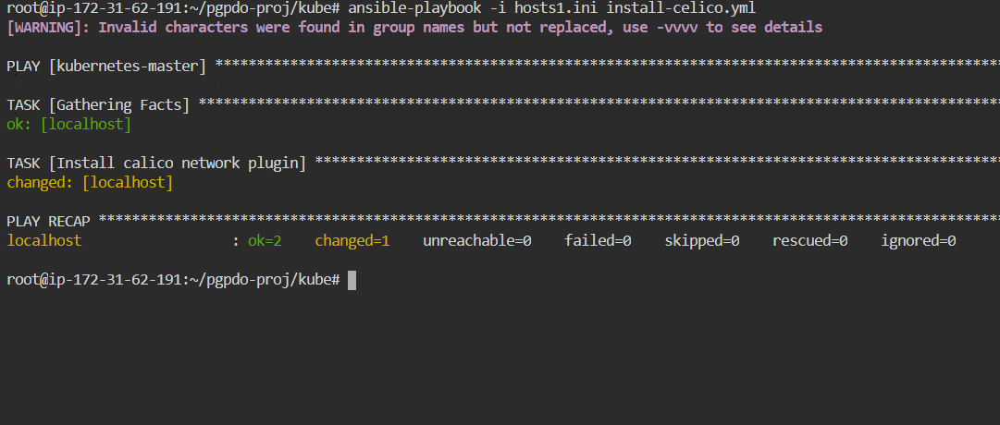 root@ip-172-31-62-191:~/pgpdo-proj/kube# ansible-playbook -i hosts1.ini install-celico.yml
[WARNING]: Invalid characters were found in group names but not replaced, use -vvvv to see details
PLAY [kubernetes-master] ***********************************************************************************************
TASK [Gathering Facts] *************************************************************************************************
ok: [localhost]
TASK [Install calico network plugin] ***********************************************************************************
changed: [localhost]
PLAY RECAP *************************************************************************************************************
localhost                  : ok=2    changed=1    unreachable=0    failed=0    skipped=0    rescued=0    ignored=0
root@ip-172-31-62-191:~/pgpdo-proj/kube#